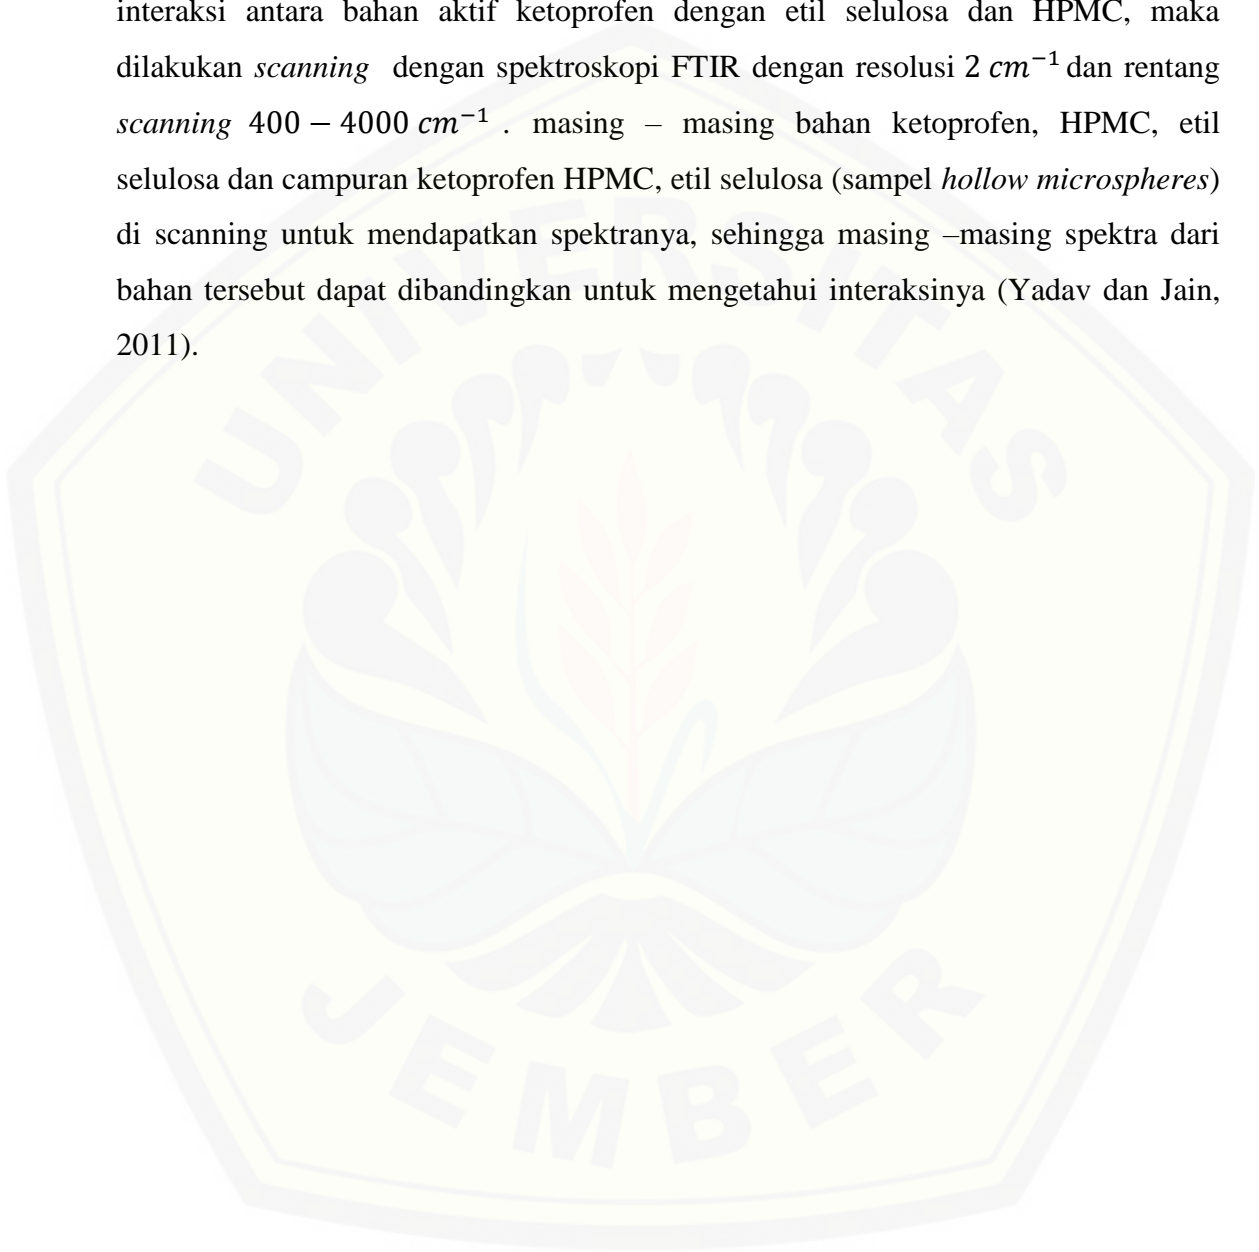 interaksi antara bahan aktif ketoprofen dengan etil selulosa dan HPMC, maka
dilakukan scanning dengan spektroskopi FTIR dengan resolusi 2 cm⁻¹ dan rentang
scanning 400 – 4000 cm⁻¹ . masing – masing bahan ketoprofen, HPMC, etil
selulosa dan campuran ketoprofen HPMC, etil selulosa (sampel hollow microspheres)
di scanning untuk mendapatkan spektranya, sehingga masing –masing spektra dari
bahan tersebut dapat dibandingkan untuk mengetahui interaksinya (Yadav dan Jain,
2011).
UNIVERSITAS
JEMBER